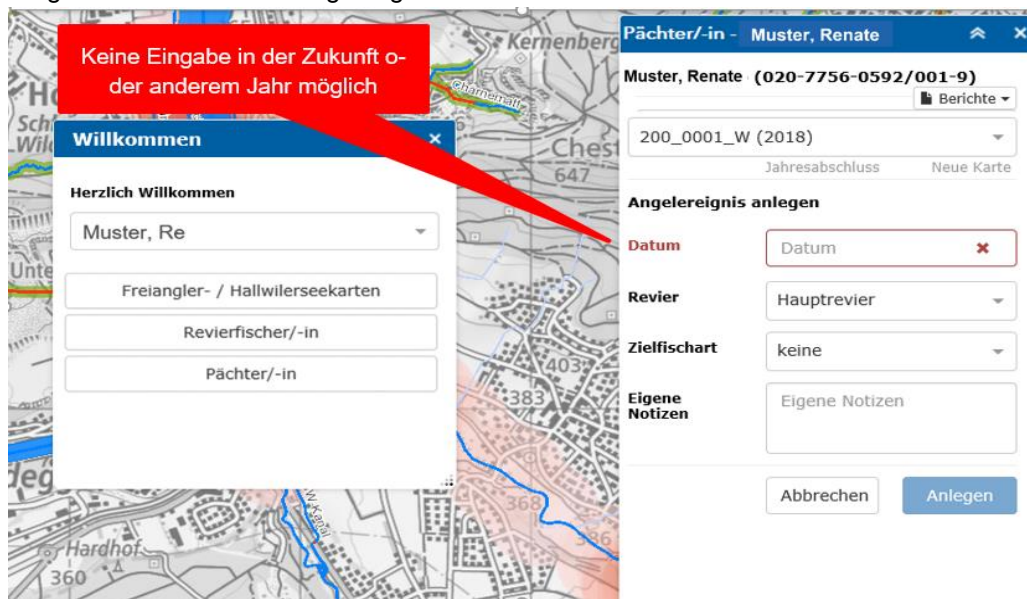 Keine Eingabe in der Zukunft o-
der anderem Jahr möglich
Willkommen ×
Herzlich Willkommen
Muster, Re
Freiangler- / Hallwilerseekarten
Revierfischer/-in
Pächter/-in
Pächter/-in - Muster, Renate ×
Muster, Renate (020-7756-0592/001-9)
Berichte
200_0001_W (2018)
Jahresabschluss Neue Karte
Angelereignis anlegen
Datum Datum ×
Revier Hauptrevier
Zielfischart keine
Eigene
Notizen Eigene Notizen
Abbrechen Anlegen
Kernenberg
Charnematt
Chest
647
Unte
403
383
368
386
W.Kanal
Hardhof
360